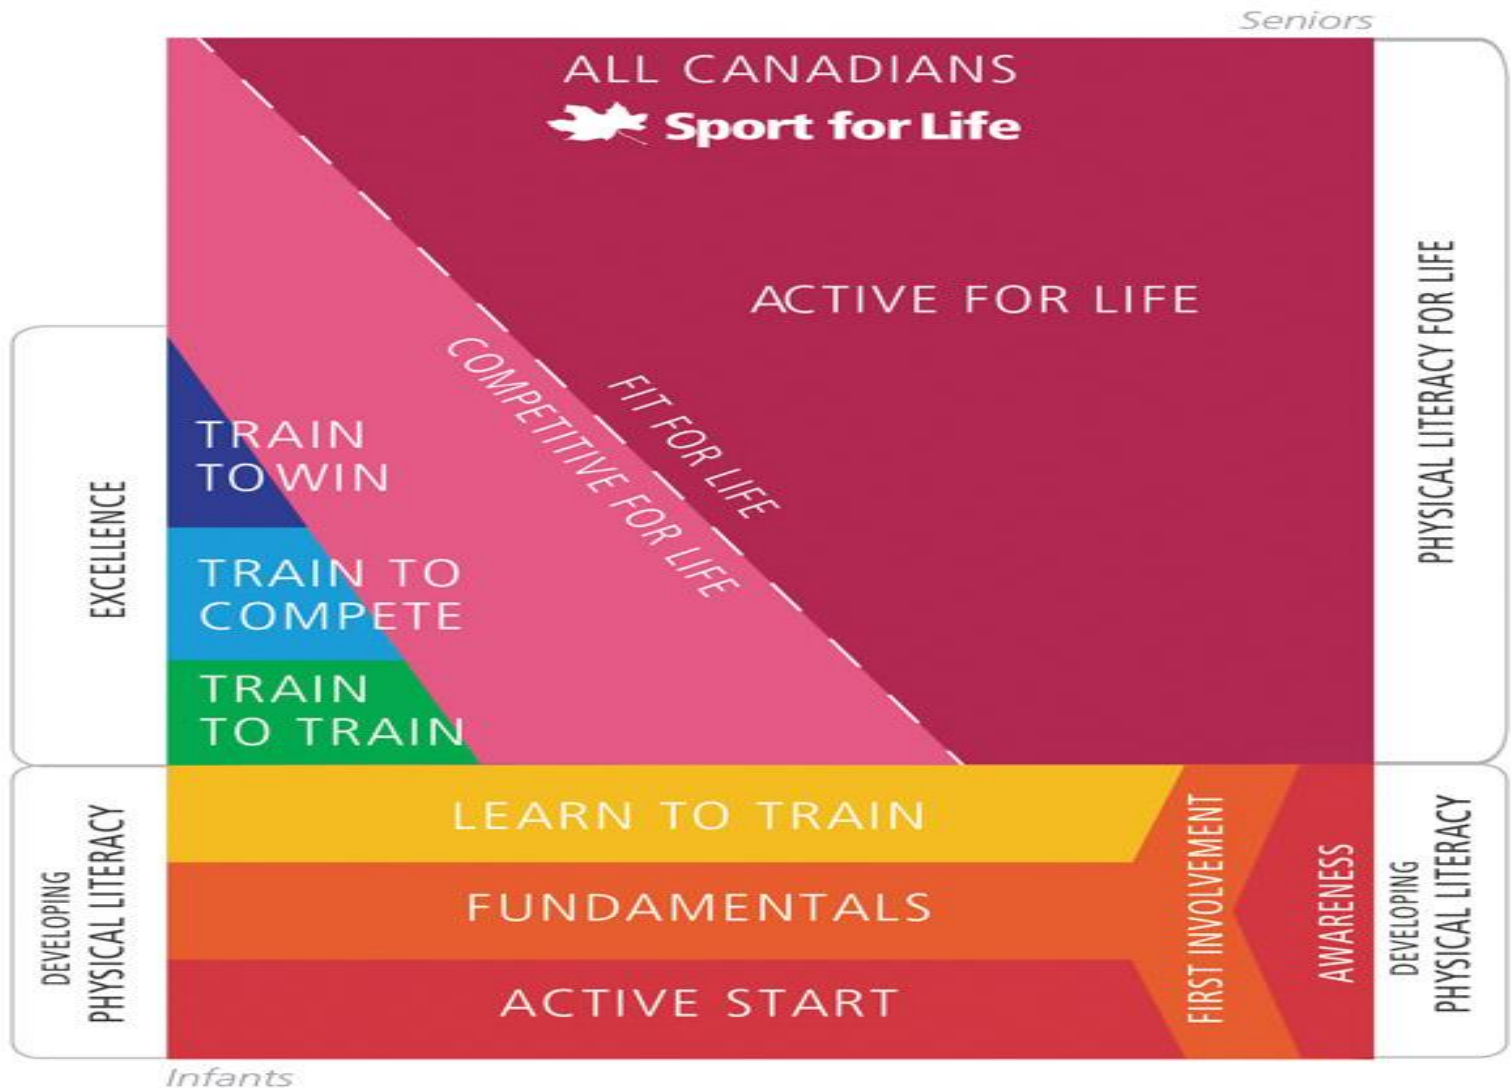 Seniors
ALL CANADIANS
Sport for Life
ACTIVE FOR LIFE
FIT FOR LIFE
COMPETITIVE FOR LIFE
PHYSICAL LITERACY FOR LIFE
EXCELLENCE
TRAIN
TO WIN
TRAIN TO
COMPETE
TRAIN
TO TRAIN
DEVELOPING
PHYSICAL LITERACY
LEARN TO TRAIN
FUNDAMENTALS
ACTIVE START
FIRST INVOLVEMENT
AWARENESS
DEVELOPING
PHYSICAL LITERACY
Infants